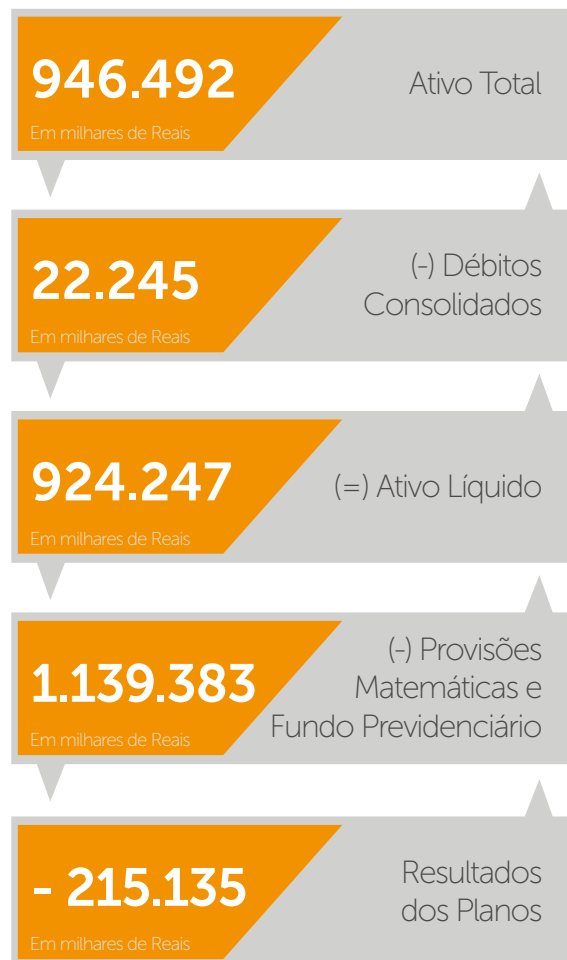 946.492
Em milhares de Reais
Ativo Total
22.245
Em milhares de Reais
(-) Débitos
Consolidados
924.247
Em milhares de Reais
(=) Ativo Líquido
1.139.383
Em milhares de Reais
(-) Provisões
Matemáticas e
Fundo Previdenciário
- 215.135
Em milhares de Reais
Resultados
dos Planos